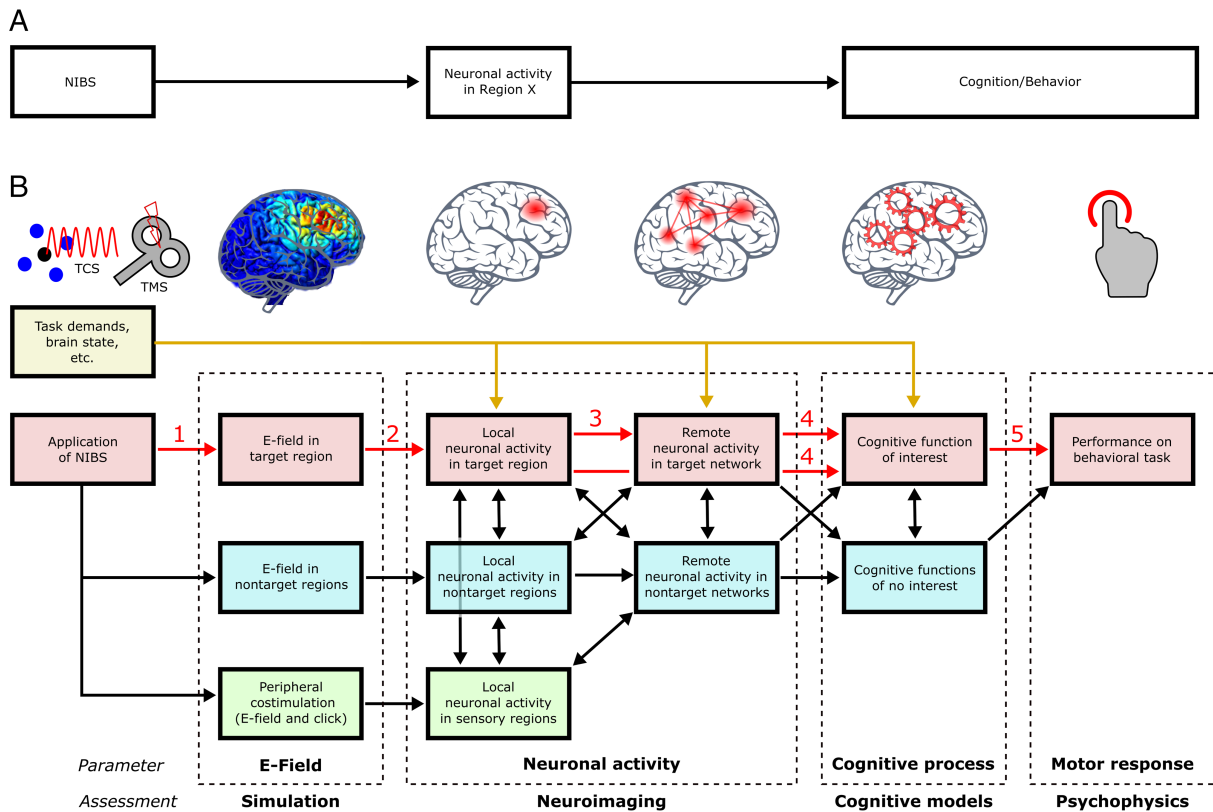 A
NIBS
Neuronal activity
in Region X
Cognition/Behavior
B
TCS
TMS
Task demands,
brain state,
etc.
1
2
3
4
4
5
Application
of NIBS
E-field in
target region
Local
neuronal activity
in target region
Remote
neuronal activity
in target network
Cognitive function
of interest
Performance on
behavioral task
E-field in
nontarget regions
Local
neuronal activity in
nontarget regions
Remote
neuronal activity in
nontarget networks
Cognitive functions
of no interest
Peripheral
costimulation
(E-field and click)
Local
neuronal activity
in sensory regions
Parameter
E-Field
Neuronal activity
Cognitive process
Motor response
Assessment
Simulation
Neuroimaging
Cognitive models
Psychophysics